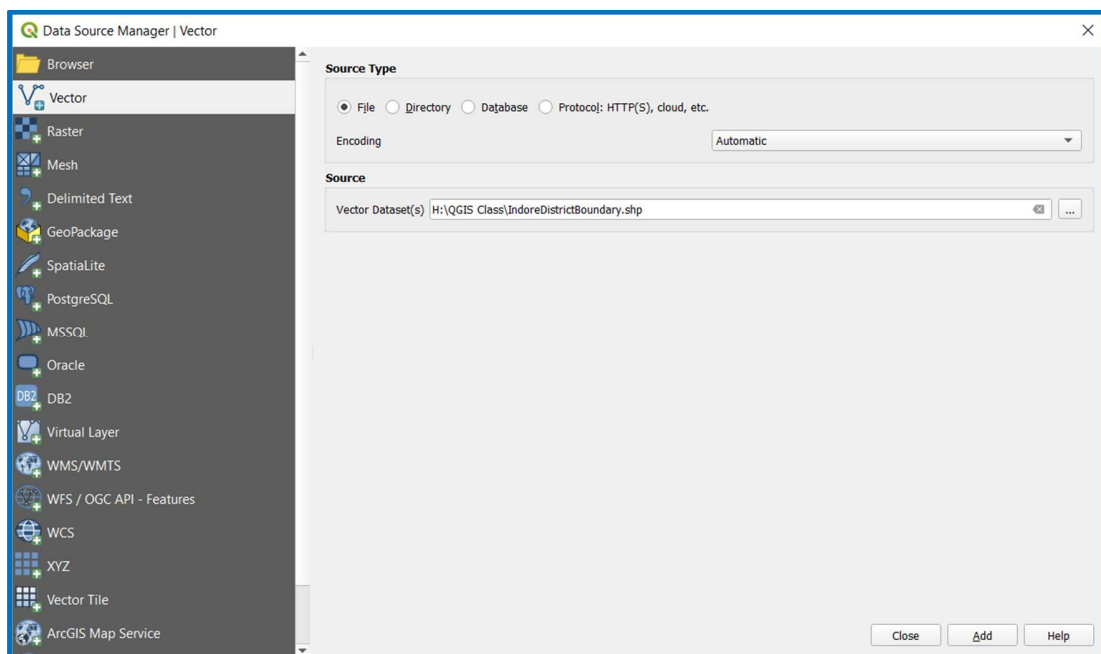 Data Source Manager | Vector
Browser
Vector
Raster
Mesh
Delimited Text
GeoPackage
SpatiaLite
PostgreSQL
MSSQL
Oracle
DB2
DB2
Virtual Layer
WMS/WMTS
WFS / OGC API - Features
WCS
XYZ
Vector Tile
ArcGIS Map Service
Source Type
File Directory Database Protocol: HTTP(S), cloud, etc.
Encoding Automatic
Source
Vector Dataset(s) H:\QGIS Class\IndoreDistrictBoundary.shp ...
Close Add Help